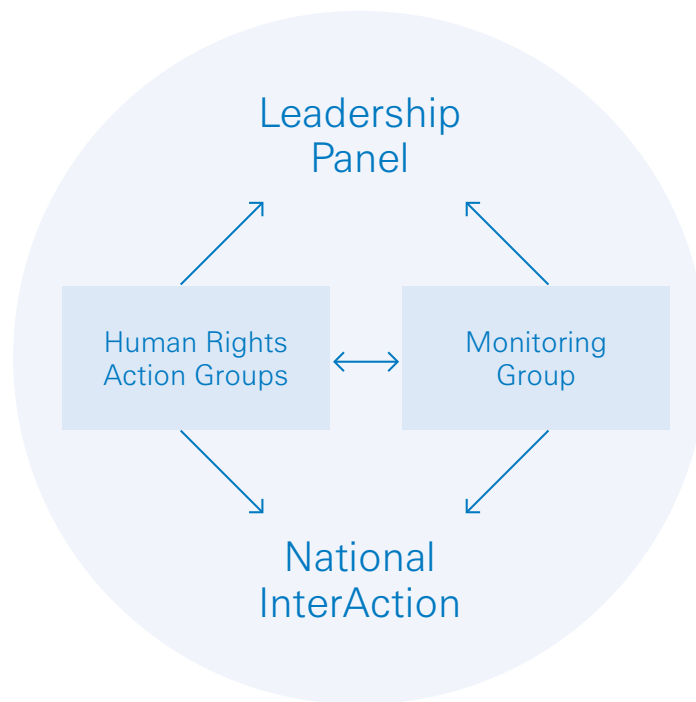 Leadership
Panel
Human Rights
Action Groups
Monitoring
Group
National
InterAction